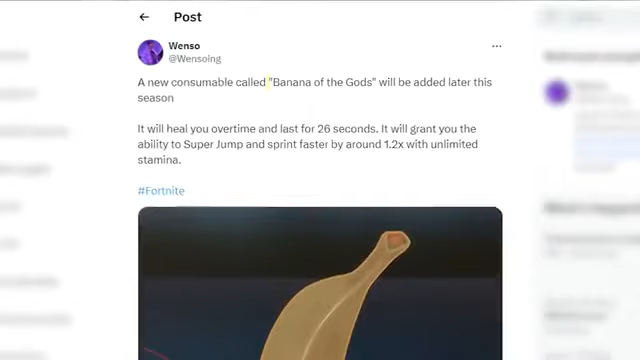 Post
Wenso
@Wensoing
A new consumable called "Banana of the Gods" will be added later this
season
It will heal you overtime and last for 26 seconds. It will grant you the
ability to Super Jump and sprint faster by around 1.2x with unlimited
stamina.
#Fortnite